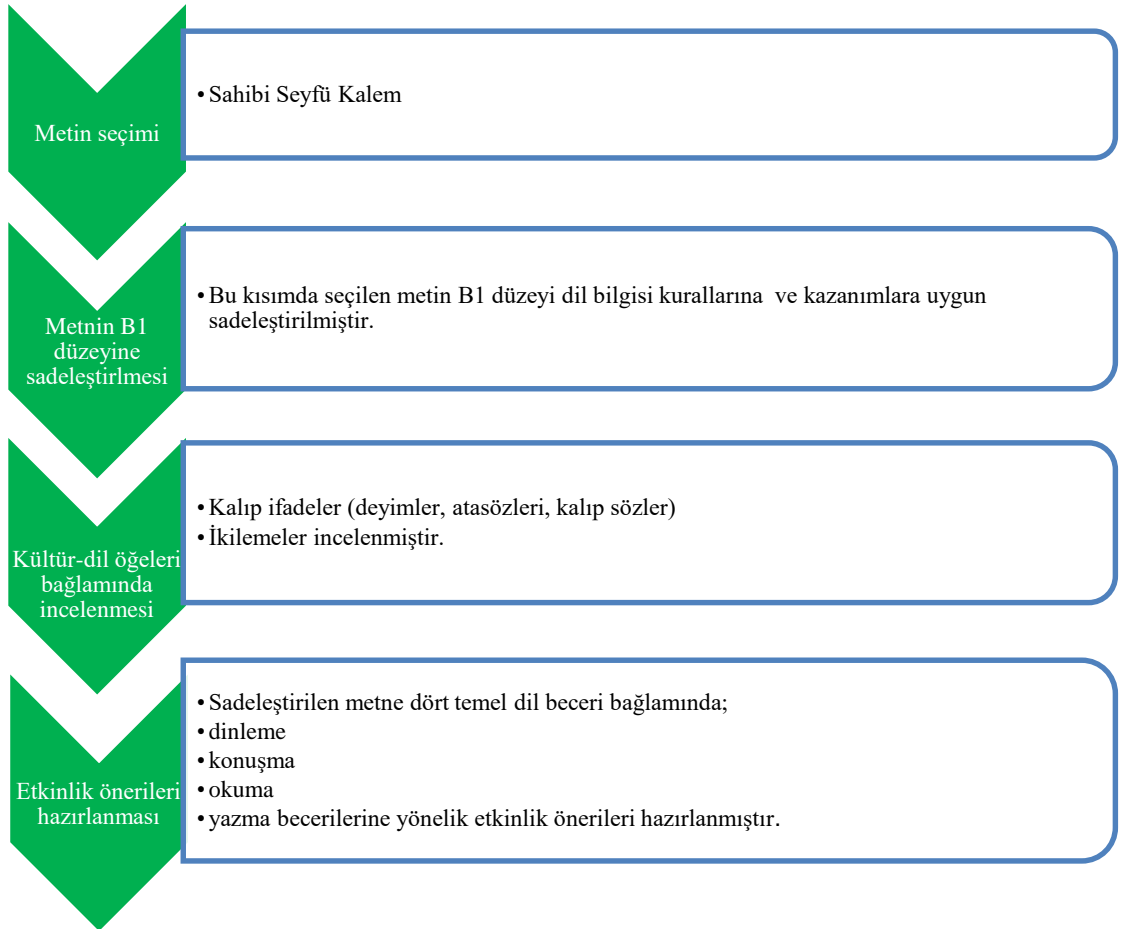 Metin seçimi
• Sahibi Seyfü Kalem
Metnin B1
düzeyine
sadeleştirlmesi
• Bu kısımda seçilen metin B1 düzeyi dil bilgisi kurallarına ve kazanımlara uygun
sadeleştirilmiştir.
Kültür-dil öğeleri
bağlamında
incelenmesi
• Kalıp ifadeler (deyimler, atasözleri, kalıp sözler)
• İkilemeler incelenmiştir.
Etkinlik önerileri
hazırlanması
• Sadeleştirilen metne dört temel dil beceri bağlamında;
• dinleme
• konuşma
• okuma
• yazma becerilerine yönelik etkinlik önerileri hazırlanmıştır.